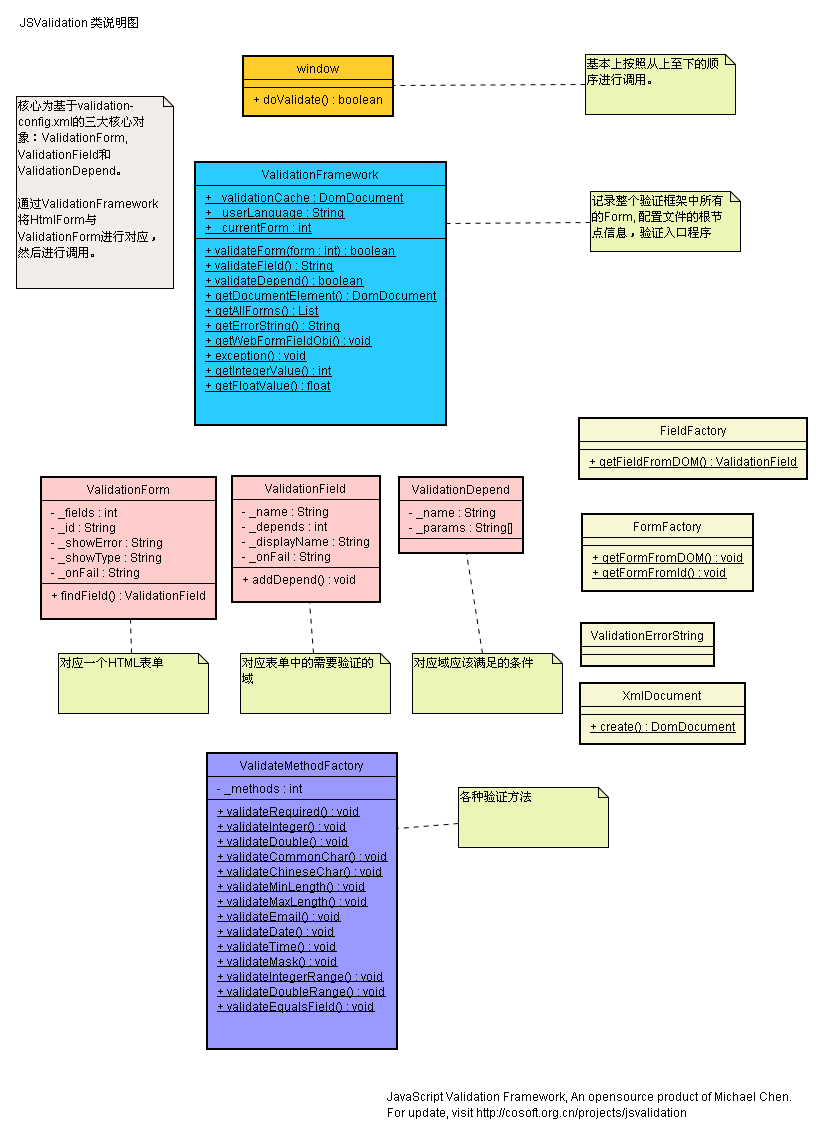 JSValidation 类说明图
window
+ doValidate() : boolean
基本上按照从上至下的顺
序进行调用。
核心为基于validation-
config.xml的三大核心对
象：ValidationForm,
ValidationField和
ValidationDepend。
通过ValidationFramework
将HtmlForm与
ValidationForm进行对应，
然后进行调用。
ValidationFramework
+ _validationCache : DomDocument
+ _userLanguage : String
+ _currentForm : int
+ validateForm(form : int) : boolean
+ validateField() : String
+ validateDepend() : boolean
+ getDocumentElement() : DomDocument
+ getAllForms() : List
+ getErrorString() : String
+ getWebFormFieldObj() : void
+ exception() : void
+ getIntegerValue() : int
+ getFloatValue() : float
记录整个验证框架中所有
的Form, 配置文件的根节
点信息，验证入口程序
FieldFactory
+ getFieldFromDOM() : ValidationField
ValidationForm
- _fields : int
- _id : String
- _showError : String
- _showType : String
- _onFail : String
+ findField() : ValidationField
ValidationField
- _name : String
- _depends : int
- _displayName : String
- _onFail : String
+ addDepend() : void
ValidationDepend
- _name : String
- _params : String[]
FormFactory
+ getFormFromDOM() : void
+ getFormFromId() : void
ValidationErrorString
对应一个HTML表单
对应表单中的需要验证的
域
对应域应该满足的条件
XmlDocument
+ create() : DomDocument
ValidateMethodFactory
- _methods : int
+ validateRequired() : void
+ validateInteger() : void
+ validateDouble() : void
+ validateCommonChar() : void
+ validateChineseChar() : void
+ validateMinLength() : void
+ validateMaxLength() : void
+ validateEmail() : void
+ validateDate() : void
+ validateTime() : void
+ validateMask() : void
+ validateIntegerRange() : void
+ validateDoubleRange() : void
+ validateEqualsField() : void
各种验证方法
JavaScript Validation Framework, An opensource product of Michael Chen.
For update, visit http://cosoft.org.cn/projects/jsvalidation